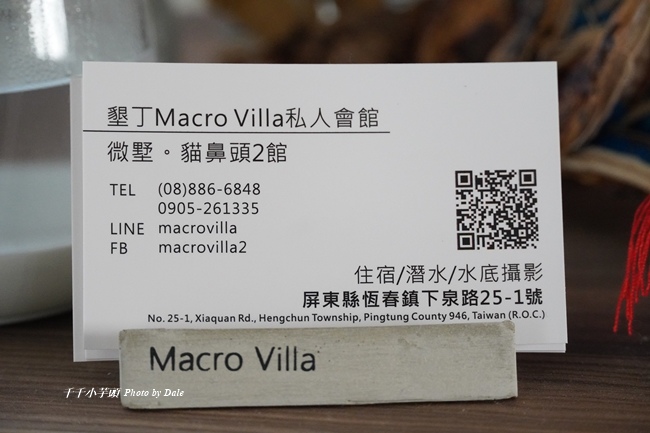 墾丁Macro Villa私人會館
微墅。貓鼻頭2館
TEL (08)886-6848
0905-261335
LINE macrovilla
FB macrovilla2
住宿/潛水/水底攝影
屏東縣恆春鎮下泉路25-1號
No. 25-1, Xiaquan Rd., Hengchun Township, Pingtung County 946, Taiwan (R.O.C.)
Macro Villa
千千小芋頭 Photo by Dale